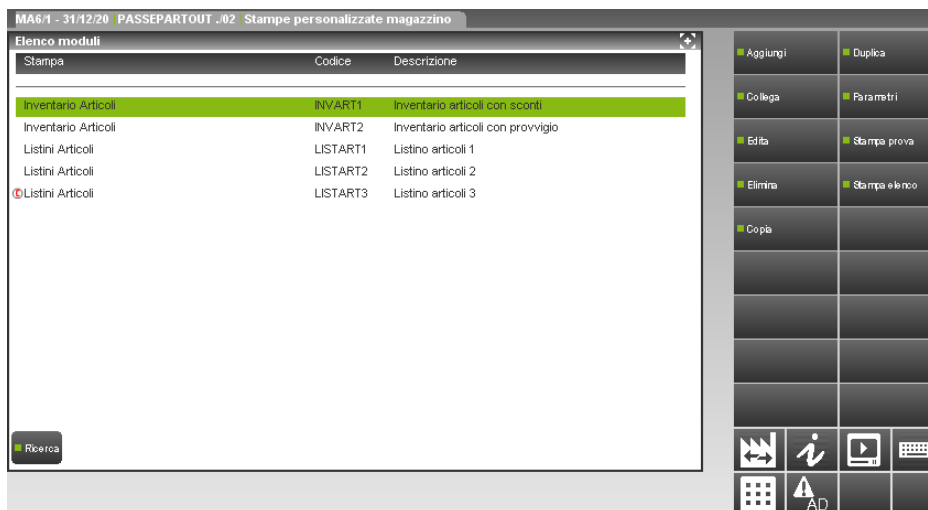 MA6/1 - 31/12/20 PASSEPARTOUT ./02 Stampe personalizzate magazzino
Elenco moduli
Stampa Codice Descrizione
Inventario Articoli INVART1 Inventario articoli con sconti
Inventario Articoli INVART2 Inventario articoli con provvigio
Listini Articoli LISTART1 Listino articoli 1
Listini Articoli LISTART2 Listino articoli 2
Listini Articoli LISTART3 Listino articoli 3
Ricerca
Aggiungi Duplica
Collega Parametri
Edita Stampa prova
Elimina Stampa elenco
Copia
AD